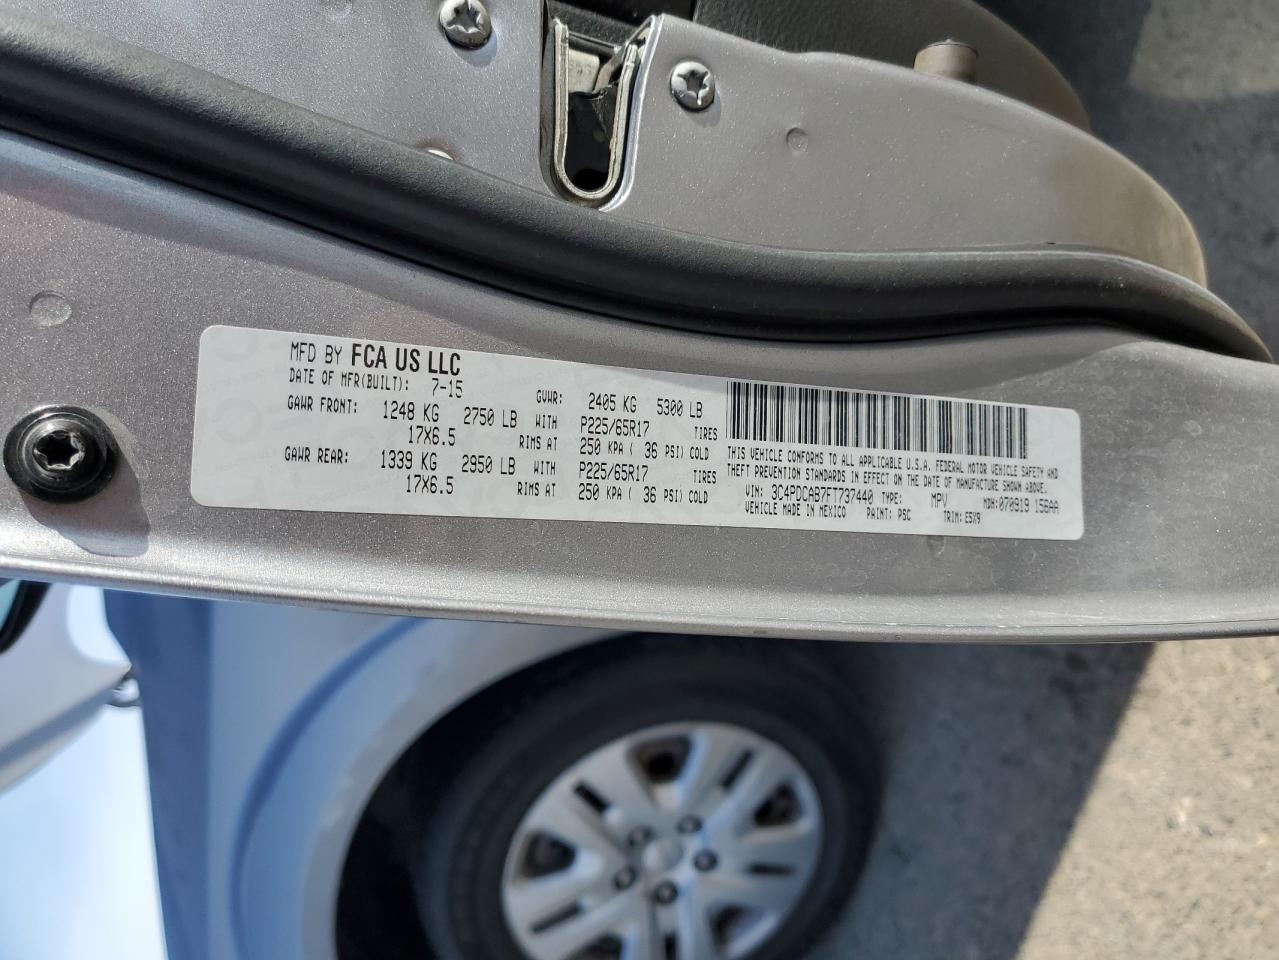 MFD BY FCA US LLC
DATE OF MFR(BUILT): 7-15 GVWR: 2405 KG 5300 LB
GAWR FRONT: 1248 KG 2750 LB WITH P225/65R17 TIRES
17X6.5 RIMS AT 250 KPA ( 36 PSI) COLD
GAWR REAR: 1339 KG 2950 LB WITH P225/65R17 TIRES
17X6.5 RIMS AT 250 KPA ( 36 PSI) COLD
THIS VEHICLE CONFORMS TO ALL APPLICABLE U.S.A. FEDERAL MOTOR VEHICLE SAFETY AND
THEFT PREVENTION STANDARDS IN EFFECT ON THE DATE OF MANUFACTURE SHOWN ABOVE.
VIN: 3C4PDCAB7FT737440 TYPE: MPV MDH:070919 156AA
VEHICLE MADE IN MEXICO PAINT: PSC TRIM: E5X9